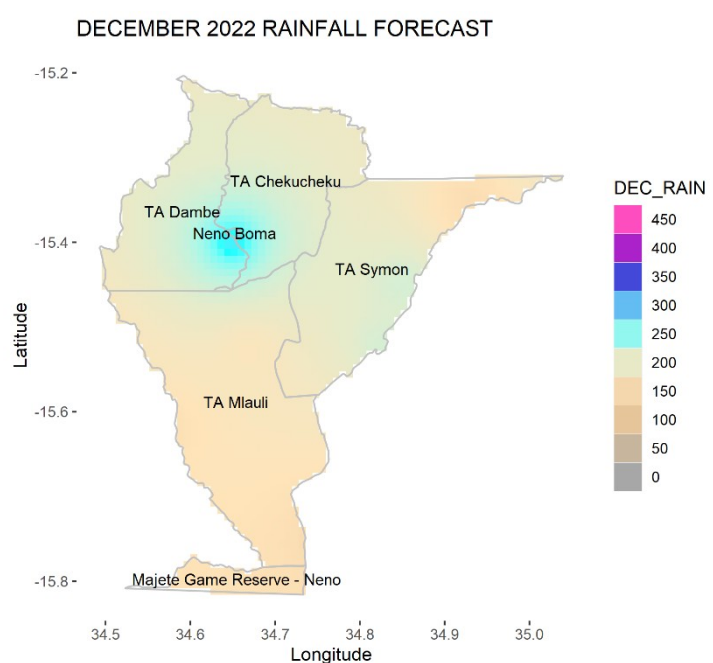 DECEMBER 2022 RAINFALL FORECAST
-15.2
-15.4
-15.6
-15.8
Latitude
TA Chekucheku
TA Dambe
Neno Boma
TA Symon
TA Mlauli
Majete Game Reserve - Neno
34.5 34.6 34.7 34.8 34.9 35.0
Longitude
DEC_RAIN
450
400
350
300
250
200
150
100
50
0